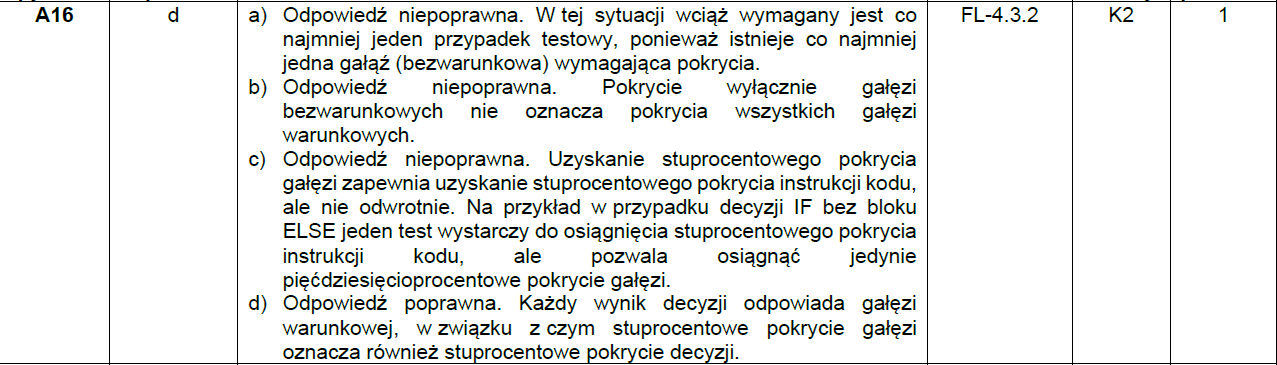 A16 d a) Odpowiedź niepoprawna. W tej sytuacji wciąż wymagany jest co FL-4.3.2 K2 1
najmniej jeden przypadek testowy, ponieważ istnieje co najmniej
jedna gałąź (bezwarunkowa) wymagająca pokrycia.
b) Odpowiedź niepoprawna. Pokrycie wyłącznie gałęzi
bezwarunkowych nie oznacza pokrycia wszystkich gałęzi
warunkowych.
c) Odpowiedź niepoprawna. Uzyskanie stuprocentowego pokrycia
gałęzi zapewnia uzyskanie stuprocentowego pokrycia instrukcji kodu,
ale nie odwrotnie. Na przykład w przypadku decyzji IF bez bloku
ELSE jeden test wystarczy do osiągnięcia stuprocentowego pokrycia
instrukcji kodu, ale pozwala osiągnąć jedynie
pięćdziesięcioprocentowe pokrycie gałęzi.
d) Odpowiedź poprawna. Każdy wynik decyzji odpowiada gałęzi
warunkowej, w związku z czym stuprocentowe pokrycie gałęzi
oznacza również stuprocentowe pokrycie decyzji.